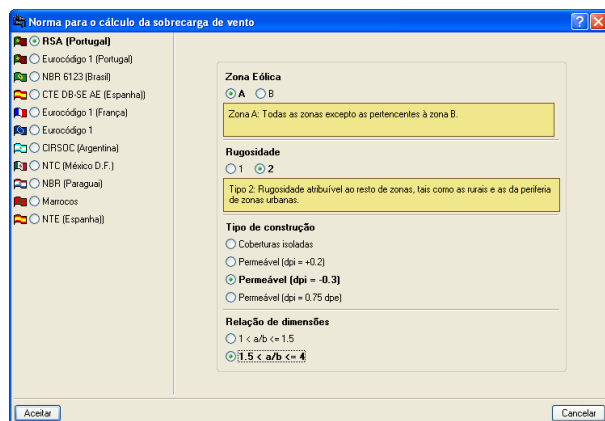 Norma para o cálculo da sobrecarga de vento
RSA (Portugal)
Eurocódigo 1 (Portugal)
NBR 6123 (Brasil)
CTE DB-SE AE (Espanha))
Eurocódigo 1 (França)
Eurocódigo 1
CIRSOC (Argentina)
NTC (México D.F.)
NBR (Paraguai)
Marrocos
NTE (Espanha))
Zona Eólica
A B
Zona A: Todas as zonas excepto as pertencentes à zona B.
Rugosidade
1 2
Tipo 2: Rugosidade atribuível ao resto de zonas, tais como as rurais e as da periferia
de zonas urbanas.
Tipo de construção
Coberturas isoladas
Permeável (dpi = +0.2)
Permeável (dpi = -0.3)
Permeável (dpi = 0.75 dpe)
Relação de dimensões
1 < a/b <= 1.5
1.5 < a/b <= 4
Aceitar
Cancelar